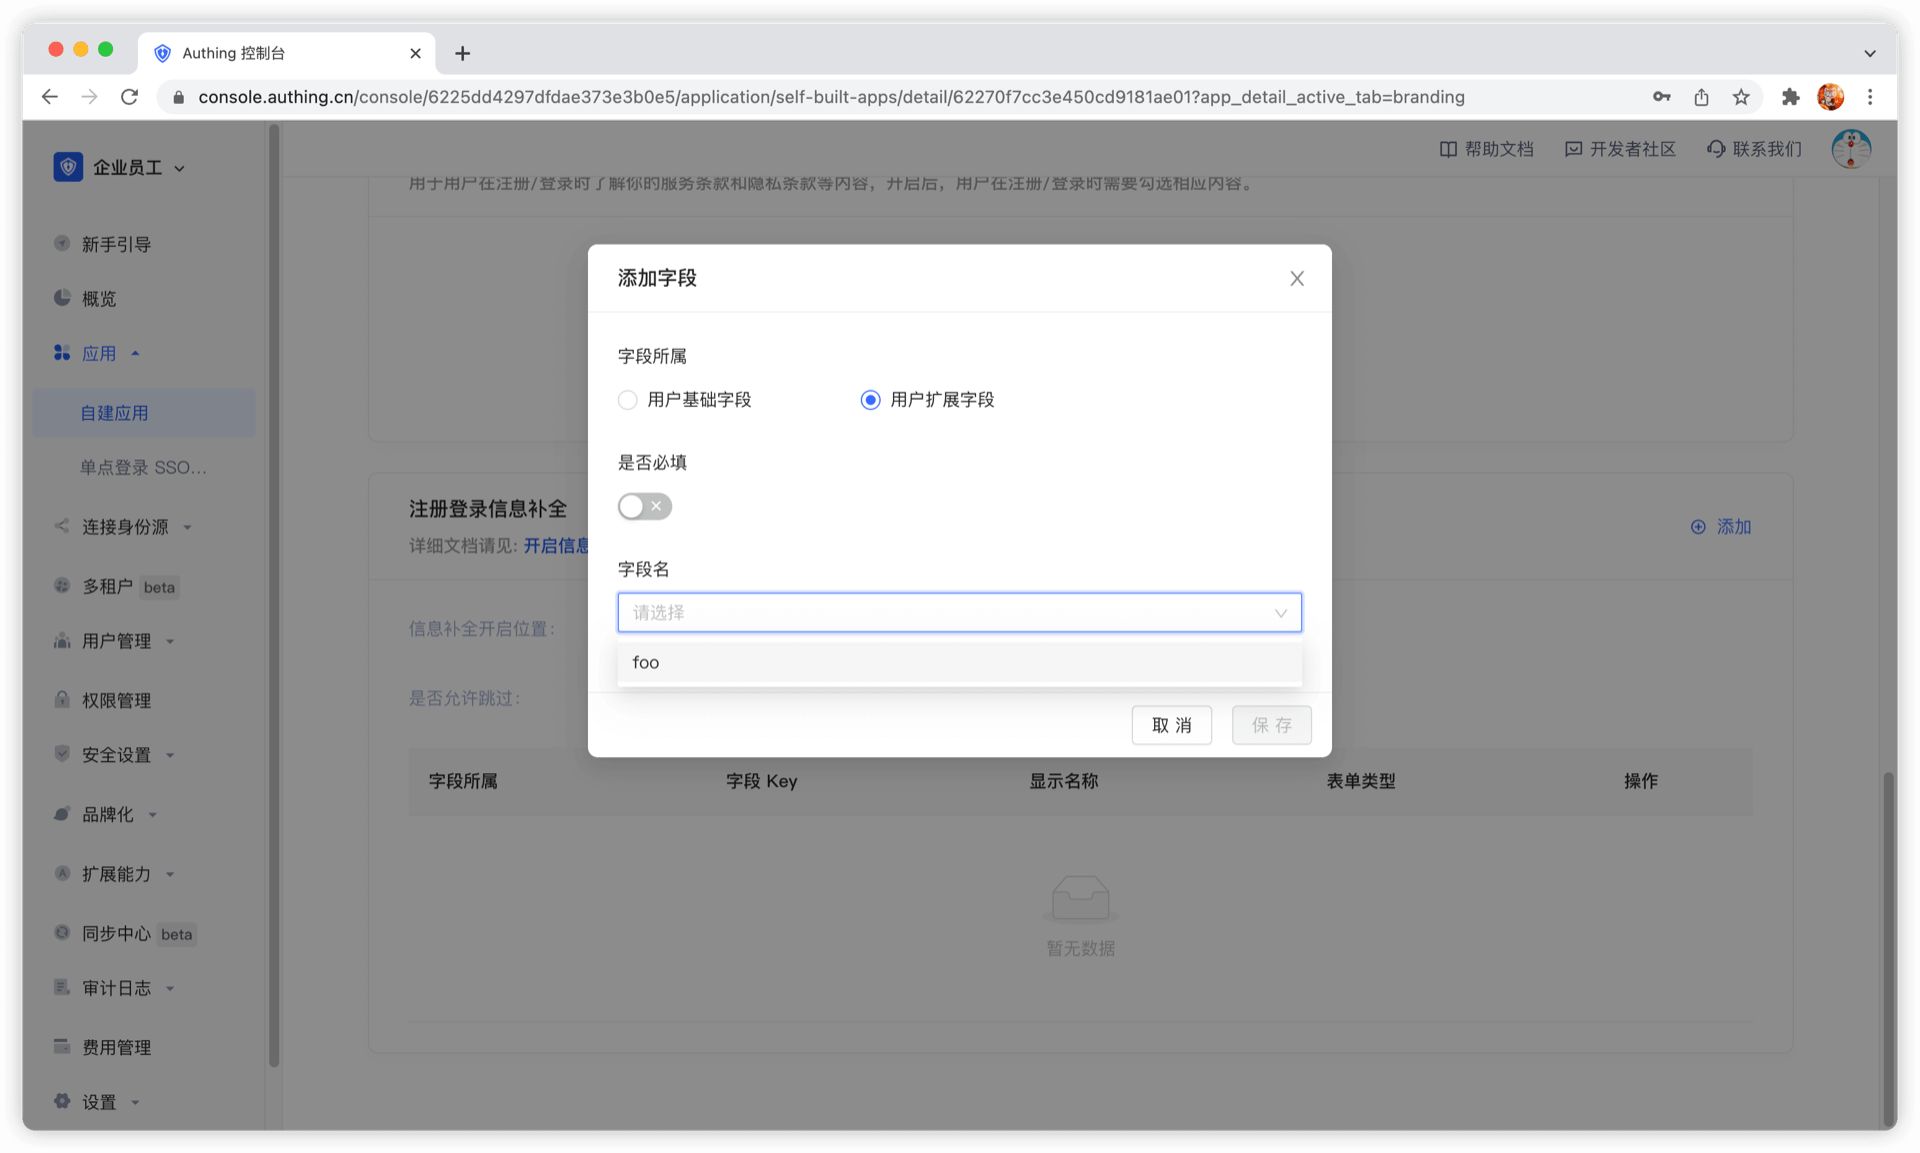 Authing 控制台
console.authing.cn/console/6225dd4297dfdae373e3b0e5/application/self-built-apps/detail/62270f7cc3e450cd9181ae01?app_detail_active_tab=branding
企业员工
帮助文档
开发者社区
联系我们
用于用户在注册/登录时了解你的服务条款和隐私条款等内容，开启后，用户在注册/登录时需要勾选相应内容。
新手引导
概览
应用
自建应用
单点登录 SSO...
连接身份源
多租户 beta
用户管理
权限管理
安全设置
品牌化
扩展能力
同步中心 beta
审计日志
费用管理
设置
添加字段
字段所属
用户基础字段
用户扩展字段
是否必填
字段名
请选择
foo
取 消
保 存
注册登录信息补全
详细文档请见: 开启信息
添加
信息补全开启位置:
是否允许跳过:
字段所属
字段 Key
显示名称
表单类型
操作
暂无数据